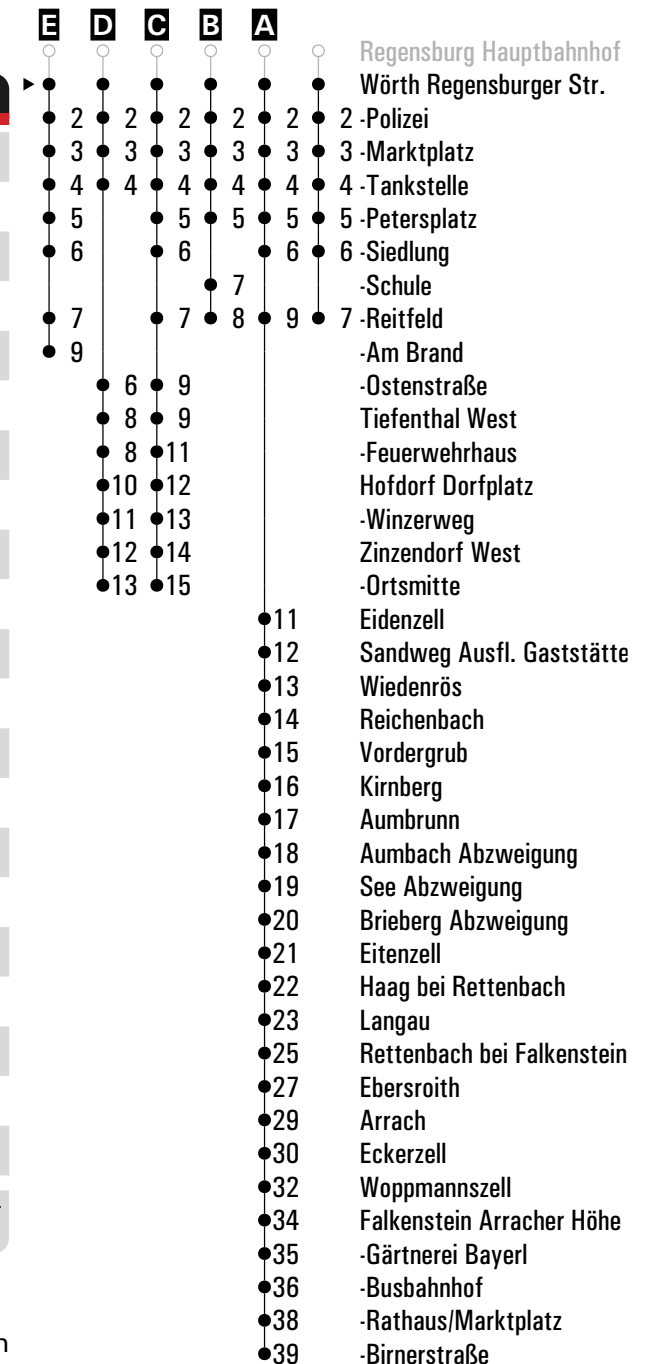 E D C B A
Regensburg Hauptbahnhof
Wörth Regensburger Str.
2 2 2 2 2 2 -Polizei
3 3 3 3 3 3 -Marktplatz
4 4 4 4 4 4 -Tankstelle
5 5 5 5 5 -Petersplatz
6 6 6 6 -Siedlung
7 -Schule
7 7 8 9 7 -Reitfeld
9 -Am Brand
6 9 -Ostenstraße
8 9 Tiefenthal West
8 11 -Feuerwehrhaus
10 12 Hofdorf Dorfplatz
11 13 -Winzerweg
12 14 Zinzendorf West
13 15 -Ortsmitte
11 Eidenzell
12 Sandweg Ausfl. Gaststätte
13 Wiedenrös
14 Reichenbach
15 Vordergrub
16 Kirnberg
17 Aumbrunn
18 Aumbach Abzweigung
19 See Abzweigung
20 Brieberg Abzweigung
21 Eitenzell
22 Haag bei Rettenbach
23 Langau
25 Rettenbach bei Falkenstein
27 Ebersroith
29 Arrach
30 Eckerzell
32 Woppmannszell
34 Falkenstein Arracher Höhe
35 -Gärtnerei Bayerl
36 -Busbahnhof
38 -Rathaus/Marktplatz
39 -Birnerstraße